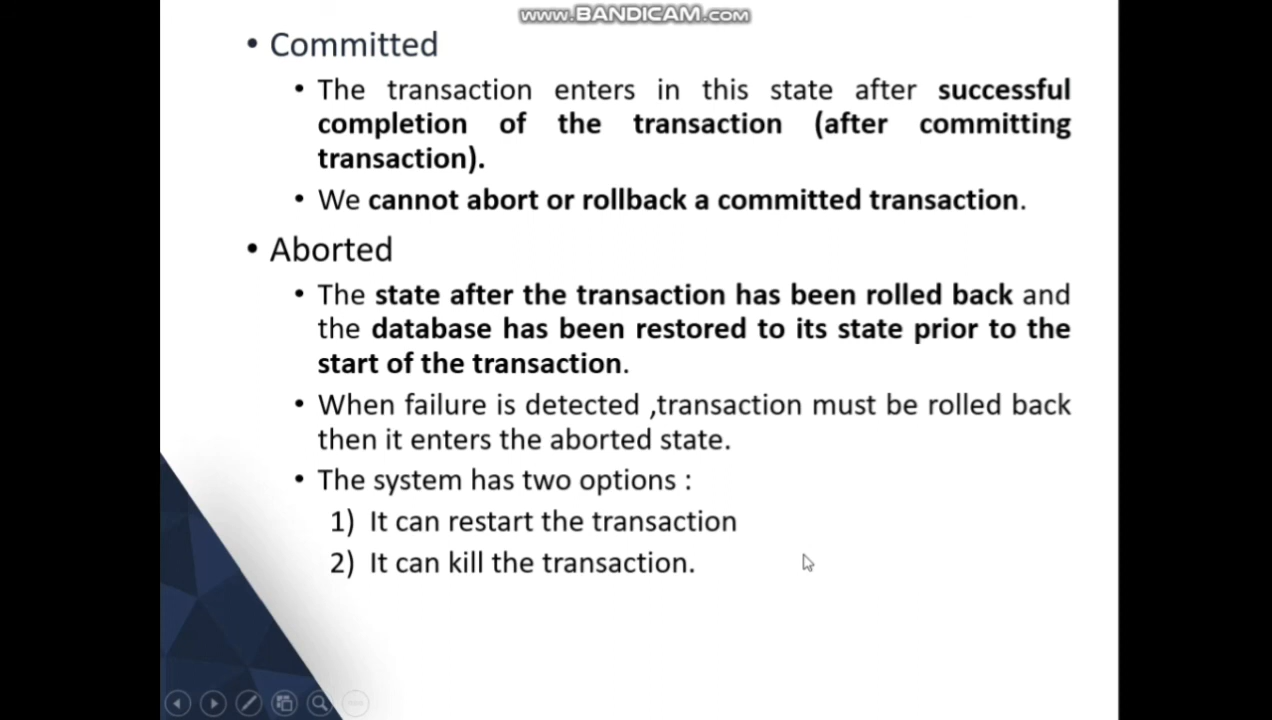 www.BANDICAM.com
• Committed
• The transaction enters in this state after successful
completion of the transaction (after committing
transaction).
• We cannot abort or rollback a committed transaction.
• Aborted
• The state after the transaction has been rolled back and
the database has been restored to its state prior to the
start of the transaction.
• When failure is detected ,transaction must be rolled back
then it enters the aborted state.
• The system has two options :
1) It can restart the transaction
2) It can kill the transaction.